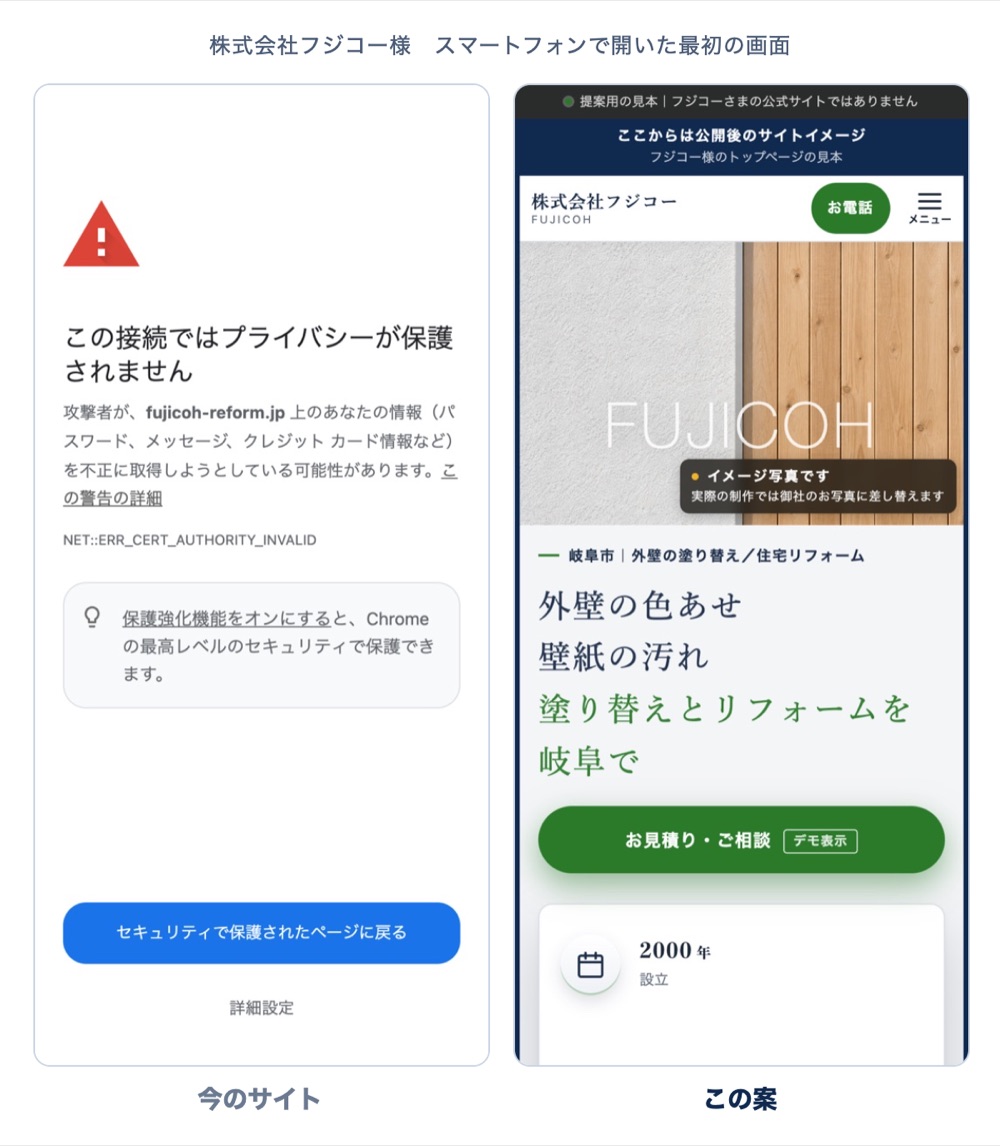 株式会社フジコー様　スマートフォンで開いた最初の画面
この接続ではプライバシーが保護
されません
攻撃者が、fujicoh-reform.jp 上のあなたの情報（パ
スワード、メッセージ、クレジット カード情報など）
を不正に取得しようとしている可能性があります。こ
の警告の詳細
NET::ERR_CERT_AUTHORITY_INVALID
保護強化機能をオンにすると、Chrome
の最高レベルのセキュリティで保護でき
ます。
セキュリティで保護されたページに戻る
詳細設定
今のサイト
提案用の見本｜フジコーさまの公式サイトではありません
ここからは公開後のサイトイメージ
フジコー様のトップページの見本
株式会社フジコー
FUJICOH
お電話
メニュー
FUJICOH
イメージ写真です
実際の制作では御社のお写真に差し替えます
岐阜市｜外壁の塗り替え／住宅リフォーム
外壁の色あせ
壁紙の汚れ
塗り替えとリフォームを
岐阜で
お見積り・ご相談 デモ表示
2000 年
設立
この案